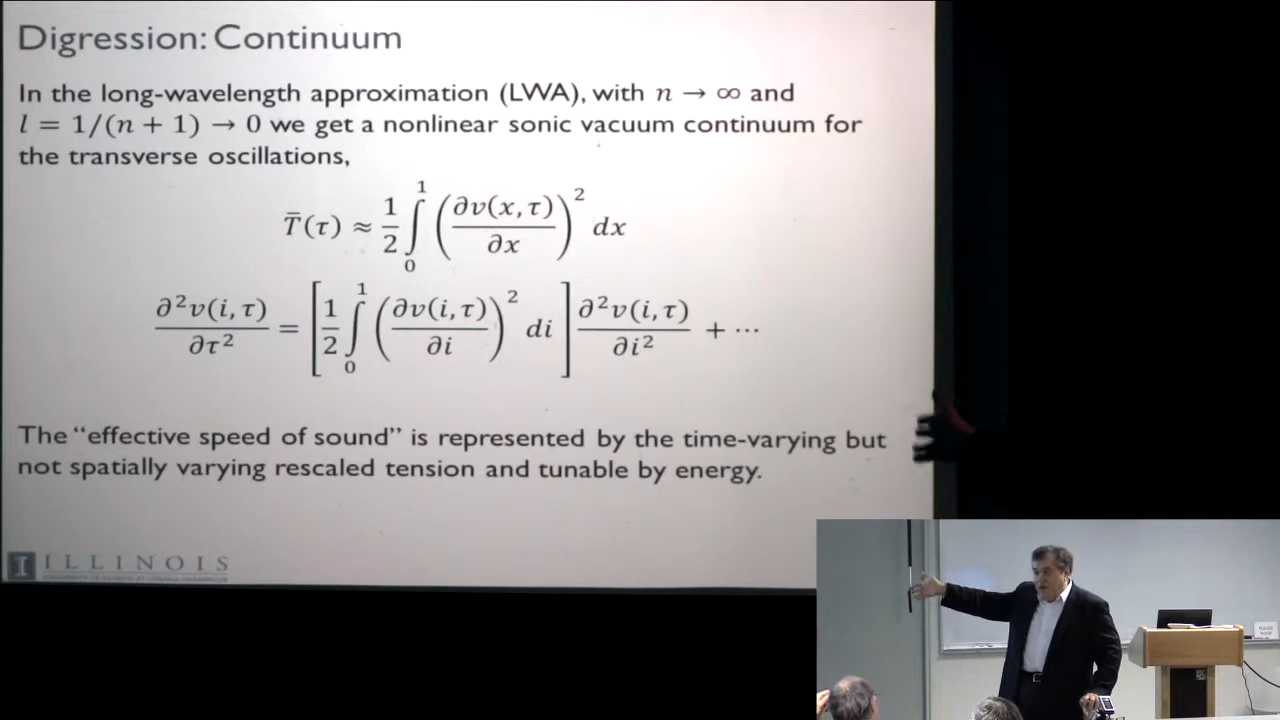 Digression: Continuum
In the long-wavelength approximation (LWA), with n → ∞ and
l = 1/(n + 1) → 0 we get a nonlinear sonic vacuum continuum for
the transverse oscillations,
T̄(τ) ≈ 1/2 ∫₀¹ (∂v(x, τ)/∂x)² dx
∂²v(i, τ)/∂τ² = [1/2 ∫₀¹ (∂v(i, τ)/∂i)² di] ∂²v(i, τ)/∂i² + ⋯
The "effective speed of sound" is represented by the time-varying but
not spatially varying rescaled tension and tunable by energy.
I ILLINOIS